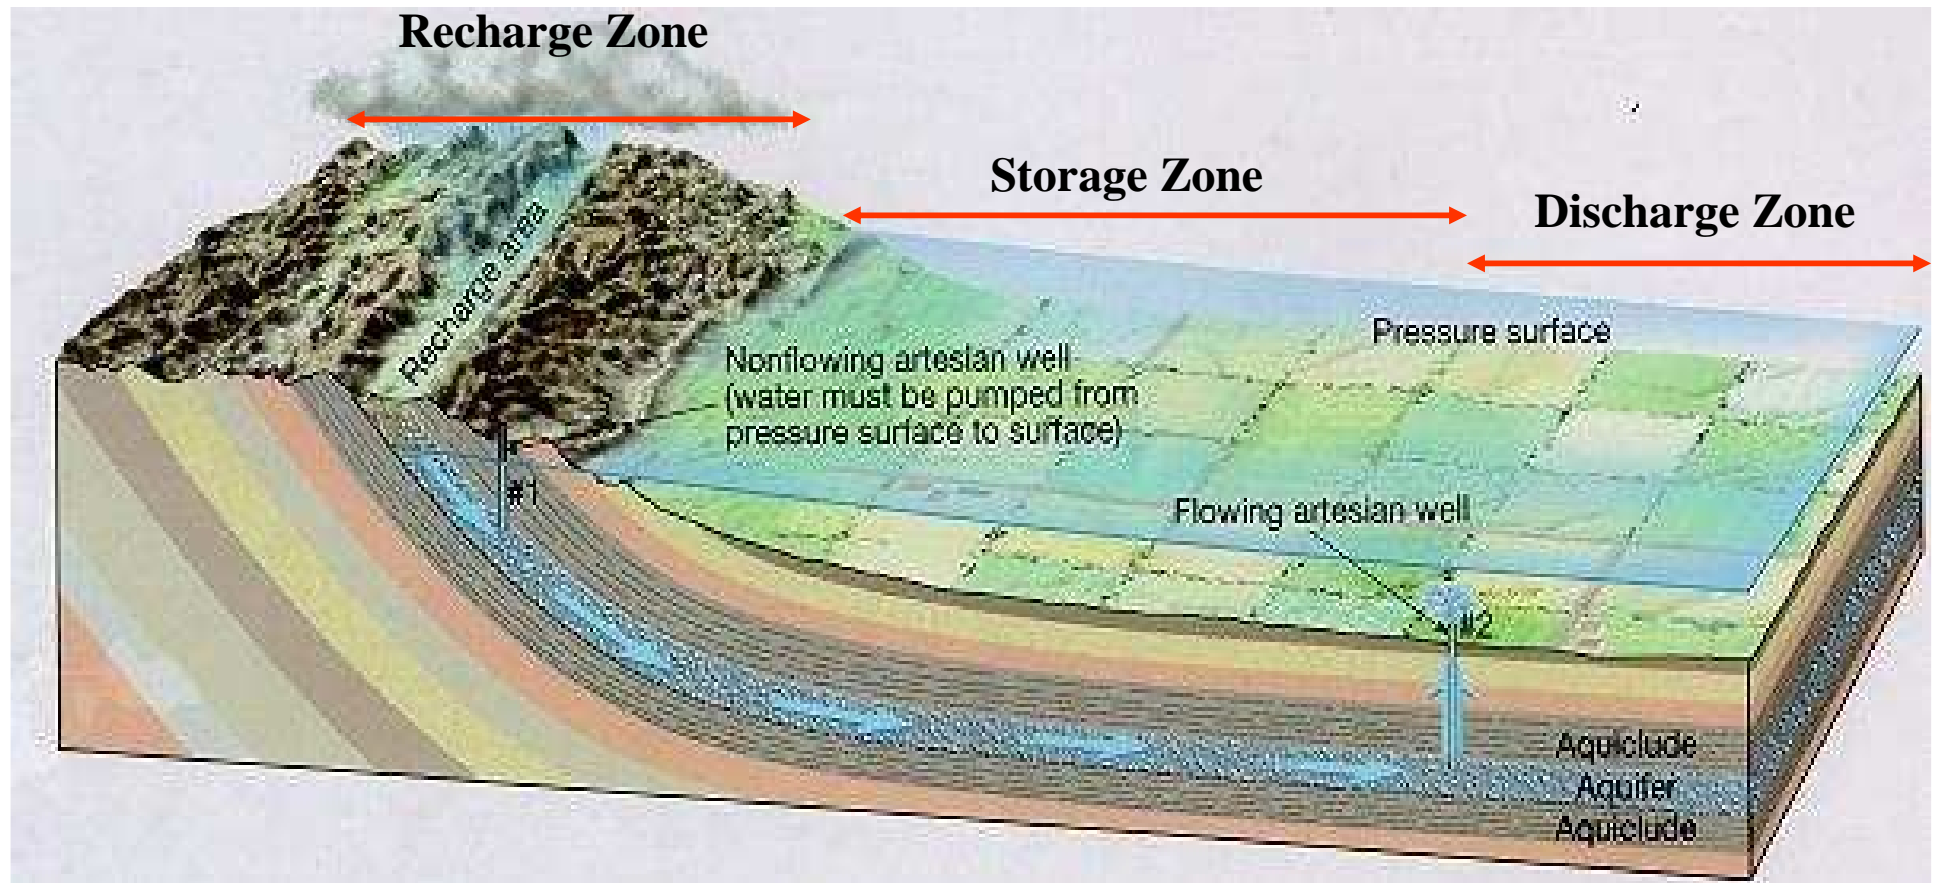 Recharge Zone
Storage Zone
Discharge Zone
Recharge area
Pressure surface
Nonflowing artesian well
(water must be pumped from
pressure surface to surface)
#1
Flowing artesian well
#2
Aquiclude
Aquifer
Aquiclude